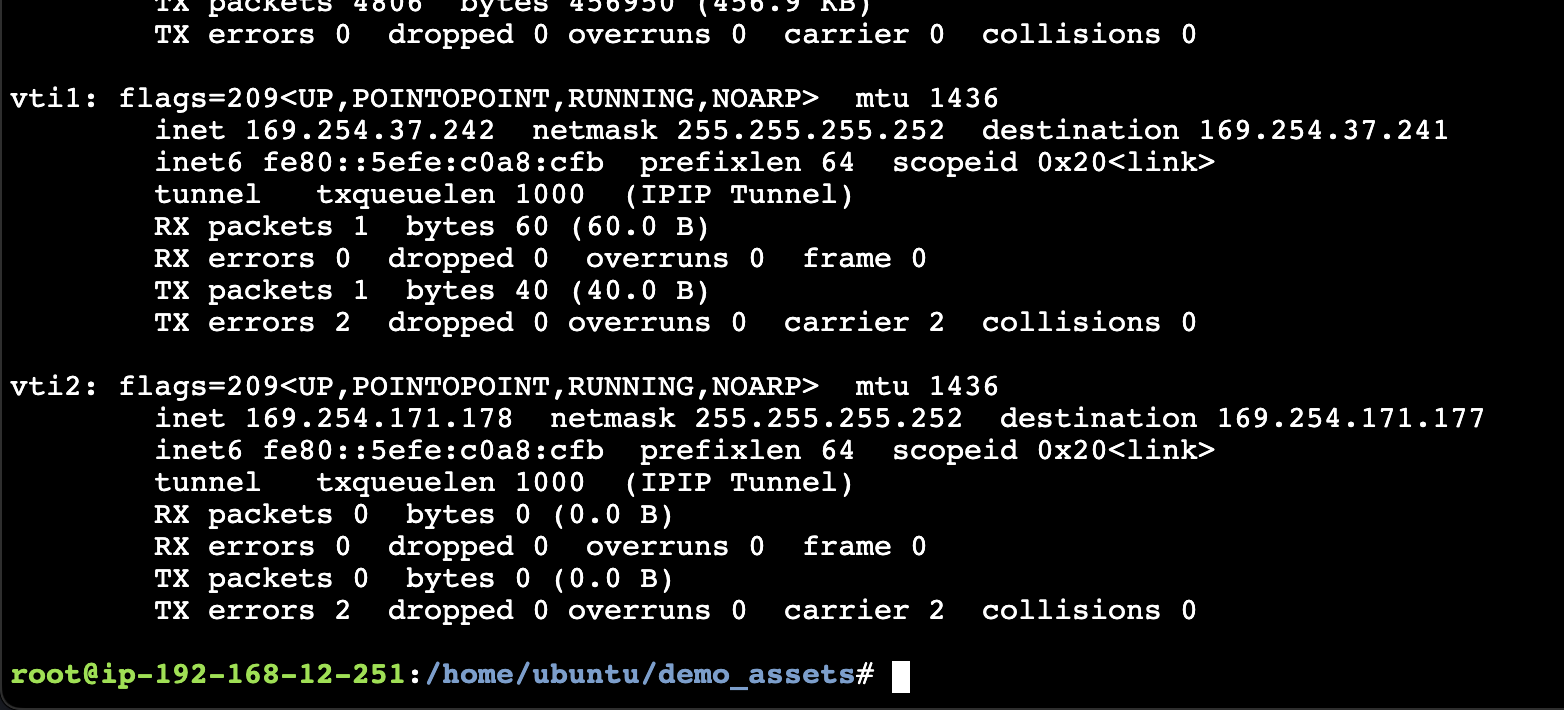 TX packets 4806  bytes 456950 (456.9 KB)
TX errors 0  dropped 0 overruns 0  carrier 0  collisions 0
vti1: flags=209<UP,POINTOPOINT,RUNNING,NOARP>  mtu 1436
inet 169.254.37.242  netmask 255.255.255.252  destination 169.254.37.241
inet6 fe80::5efe:c0a8:cfb  prefixlen 64  scopeid 0x20<link>
tunnel   txqueuelen 1000  (IPIP Tunnel)
RX packets 1  bytes 60 (60.0 B)
RX errors 0  dropped 0  overruns 0  frame 0
TX packets 1  bytes 40 (40.0 B)
TX errors 2  dropped 0 overruns 0  carrier 2  collisions 0
vti2: flags=209<UP,POINTOPOINT,RUNNING,NOARP>  mtu 1436
inet 169.254.171.178  netmask 255.255.255.252  destination 169.254.171.177
inet6 fe80::5efe:c0a8:cfb  prefixlen 64  scopeid 0x20<link>
tunnel   txqueuelen 1000  (IPIP Tunnel)
RX packets 0  bytes 0 (0.0 B)
RX errors 0  dropped 0  overruns 0  frame 0
TX packets 0  bytes 0 (0.0 B)
TX errors 2  dropped 0 overruns 0  carrier 2  collisions 0
root@ip-192-168-12-251:/home/ubuntu/demo_assets#